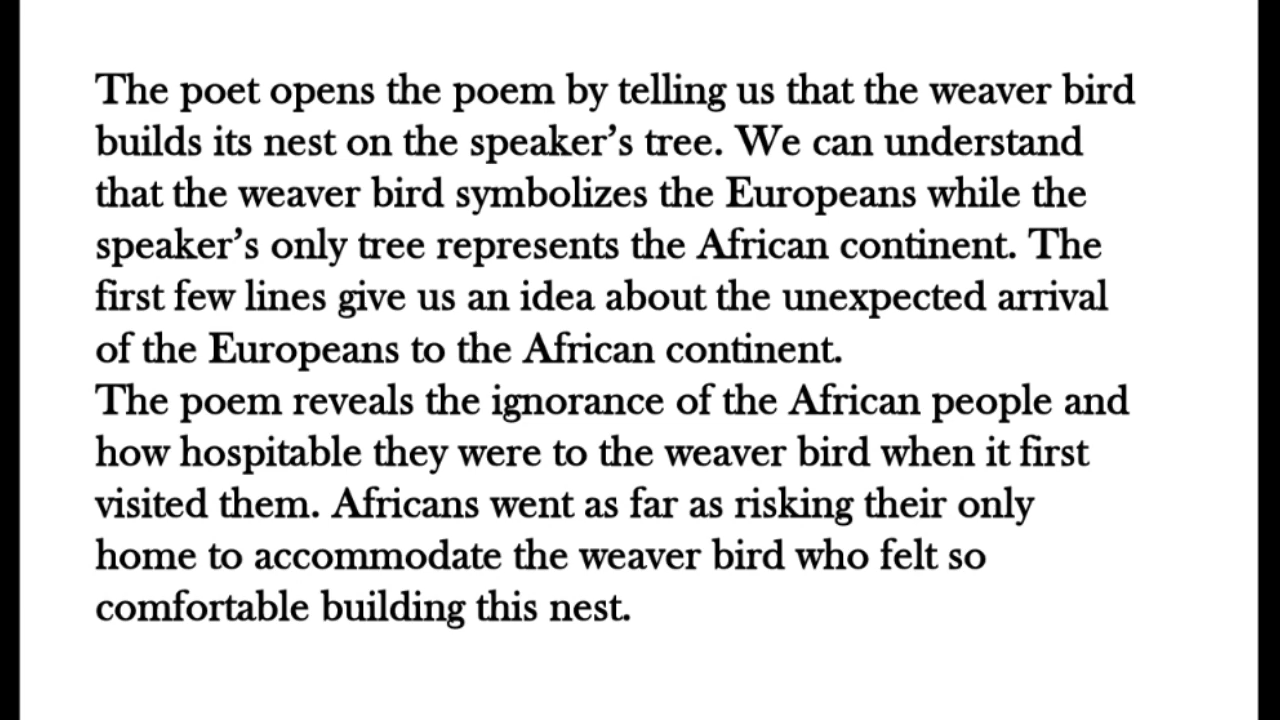 The poet opens the poem by telling us that the weaver bird
builds its nest on the speaker’s tree. We can understand
that the weaver bird symbolizes the Europeans while the
speaker’s only tree represents the African continent. The
first few lines give us an idea about the unexpected arrival
of the Europeans to the African continent.
The poem reveals the ignorance of the African people and
how hospitable they were to the weaver bird when it first
visited them. Africans went as far as risking their only
home to accommodate the weaver bird who felt so
comfortable building this nest.